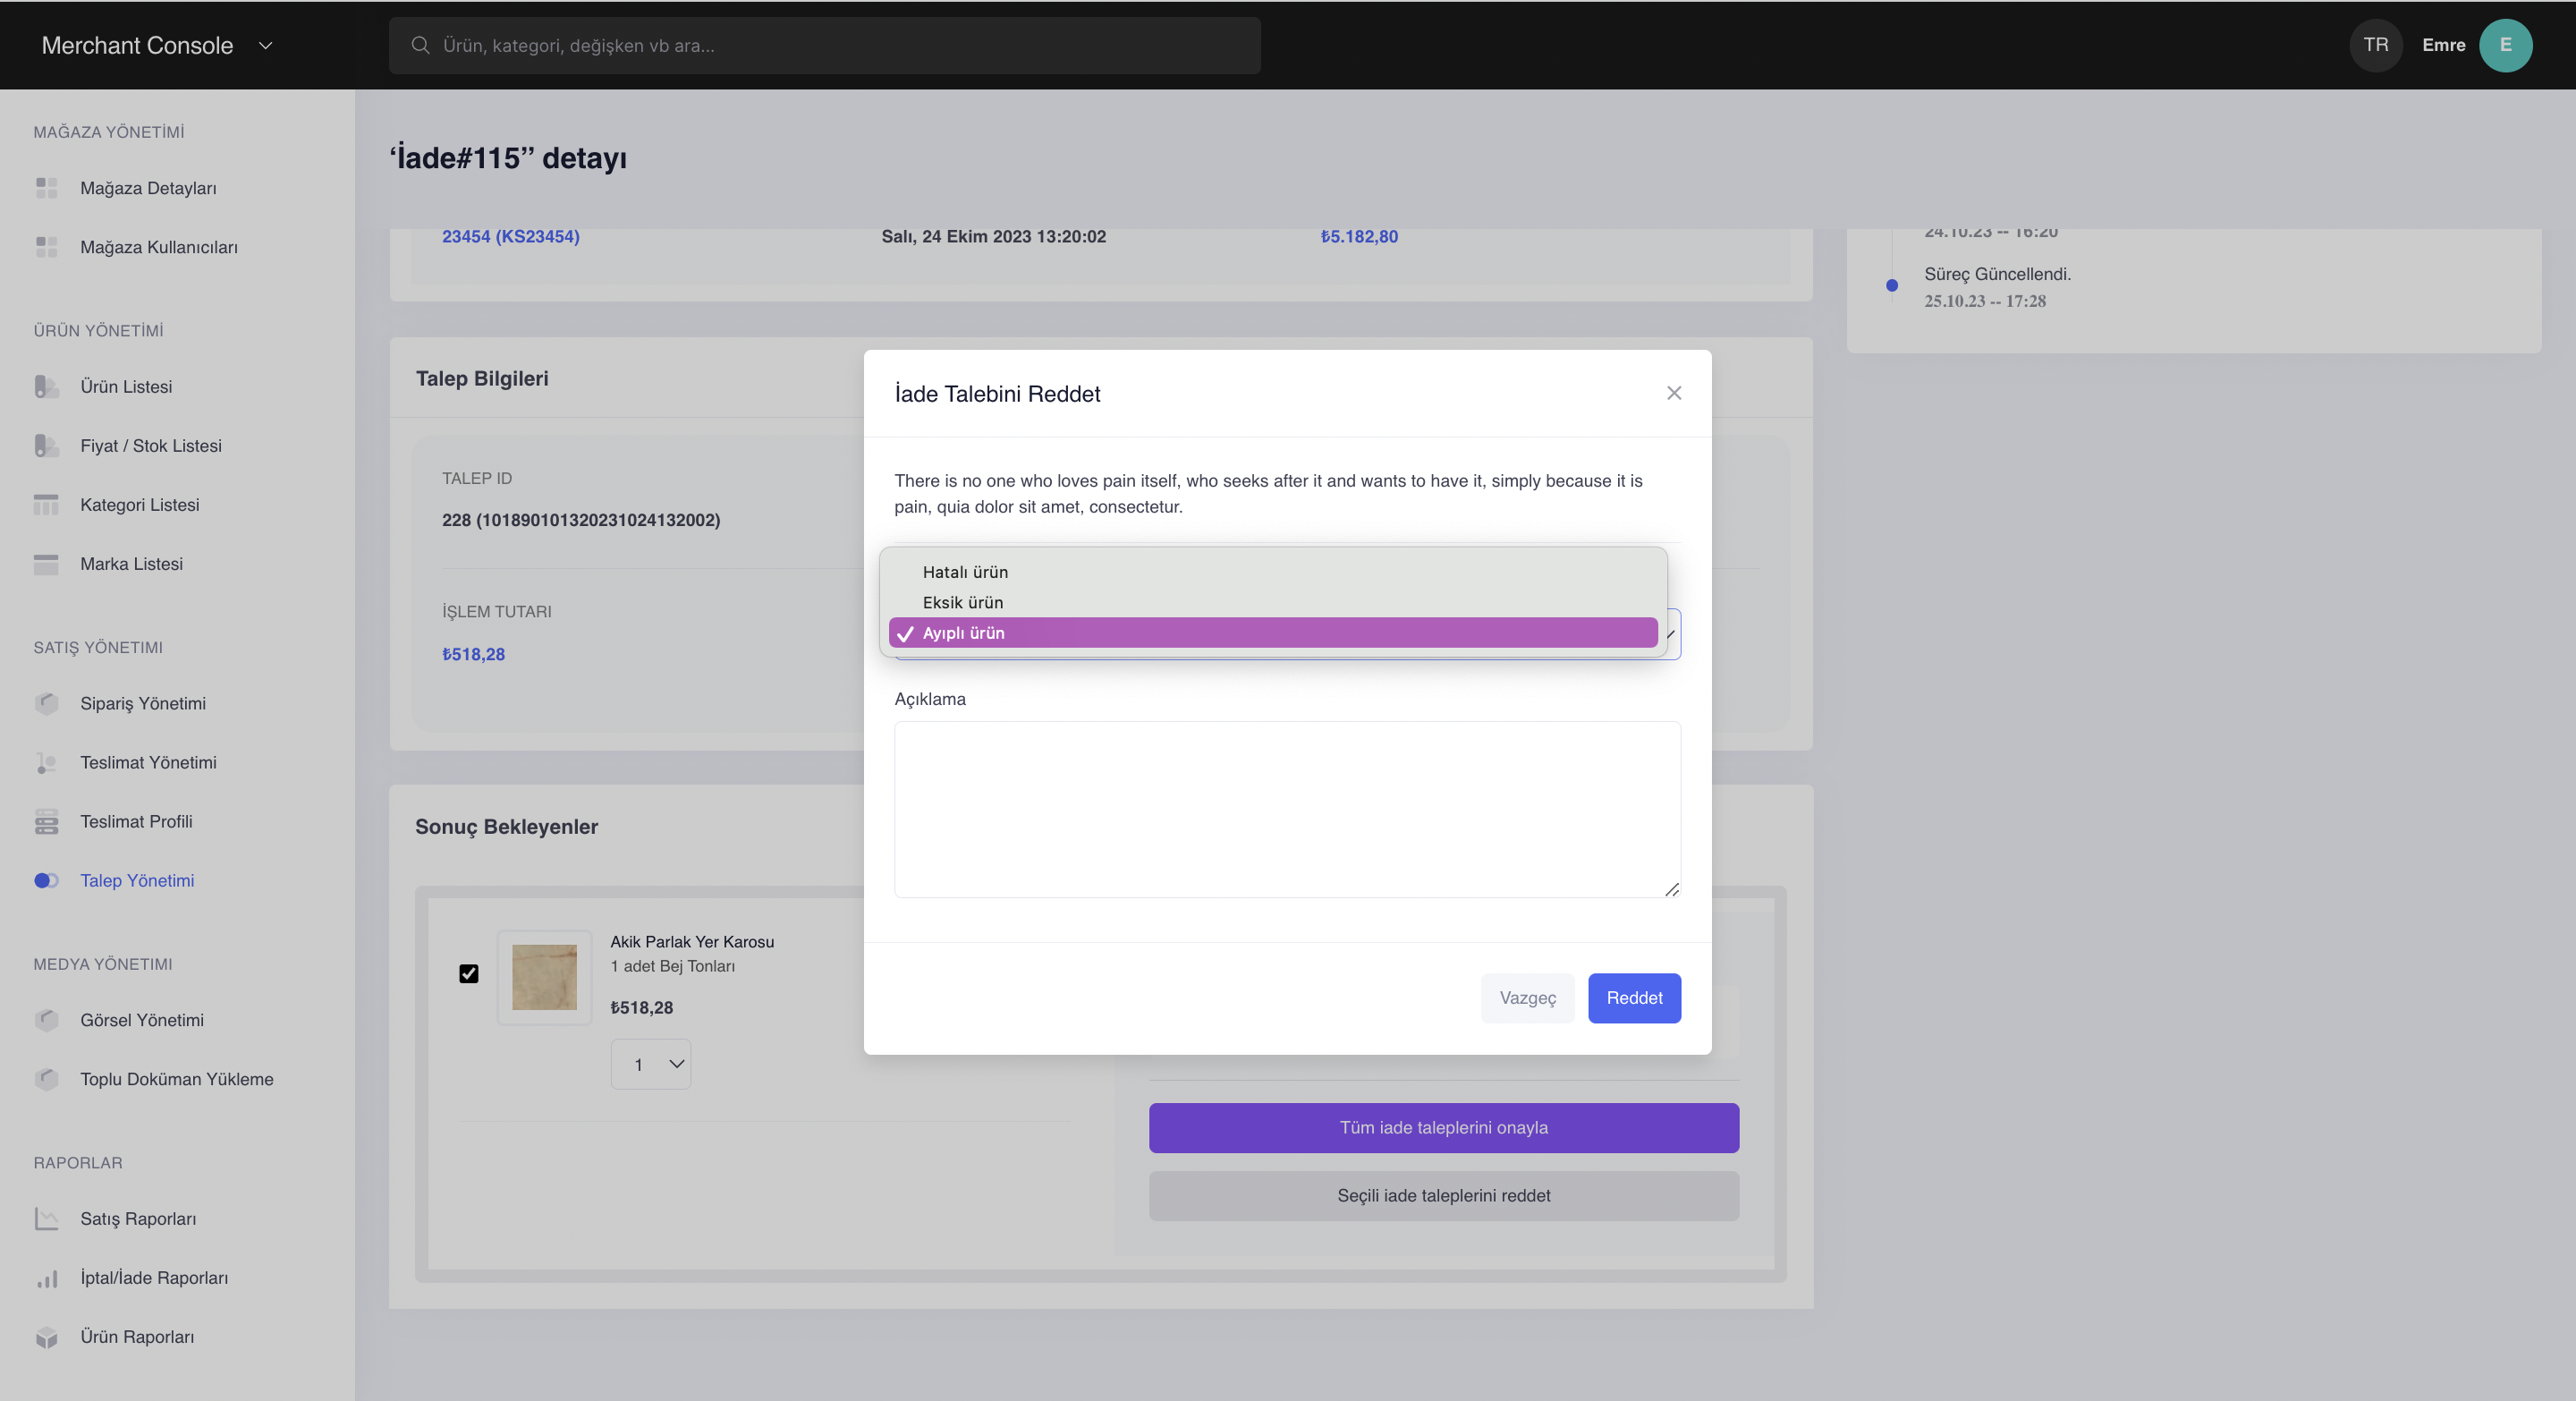 Merchant Console
Ürün, kategori, değişken vb ara...
TR
Emre
E
MAĞAZA YÖNETİMİ
Mağaza Detayları
Mağaza Kullanıcıları
ÜRÜN YÖNETİMİ
Ürün Listesi
Fiyat / Stok Listesi
Kategori Listesi
Marka Listesi
SATIŞ YÖNETIMI
Sipariş Yönetimi
Teslimat Yönetimi
Teslimat Profili
Talep Yönetimi
MEDYA YÖNETIMI
Görsel Yönetimi
Toplu Doküman Yükleme
RAPORLAR
Satış Raporları
İptal/İade Raporları
Ürün Raporları
‘İade#115’’ detayı
23454 (KS23454)
Salı, 24 Ekim 2023 13:20:02
₺5.182,80
24.10.23 -- 16:20
Süreç Güncellendi.
25.10.23 -- 17:28
Talep Bilgileri
TALEP ID
228 (101890101320231024132002)
İŞLEM TUTARI
₺518,28
İade Talebini Reddet
There is no one who loves pain itself, who seeks after it and wants to have it, simply because it is
pain, quia dolor sit amet, consectetur.
Hatalı ürün
Eksik ürün
Ayıplı ürün
Açıklama
Vazgeç
Reddet
Sonuç Bekleyenler
Akik Parlak Yer Karosu
1 adet Bej Tonları
₺518,28
1
Tüm iade taleplerini onayla
Seçili iade taleplerini reddet